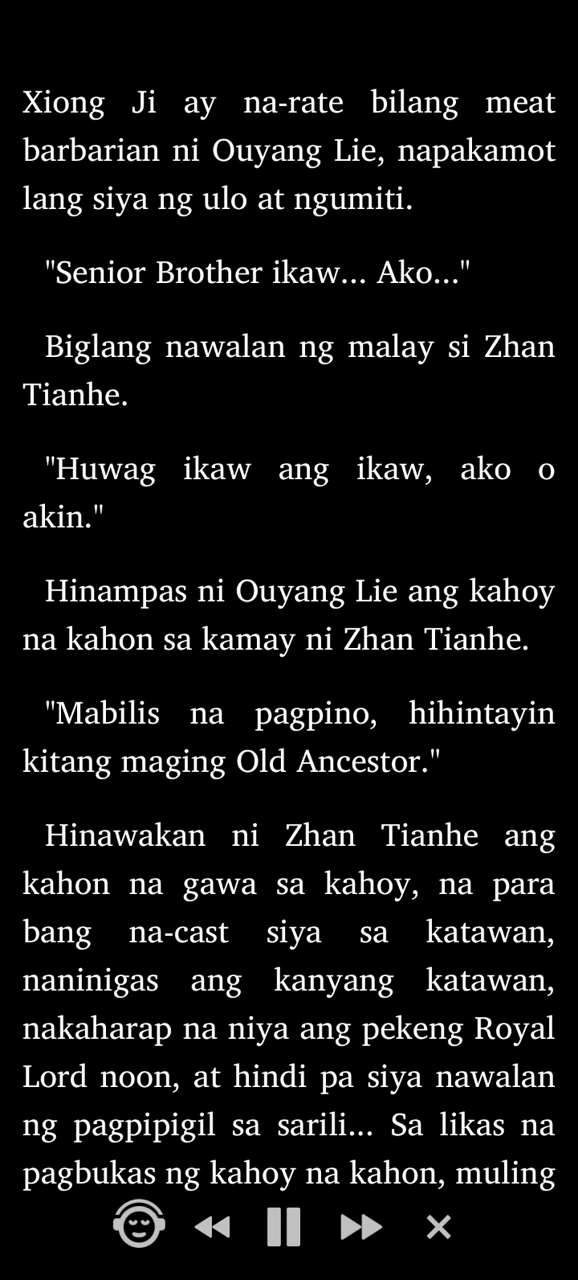 Xiong Ji ay na-rate bilang meat
barbarian ni Ouyang Lie, napakamot
lang siya ng ulo at ngumiti.
"Senior Brother ikaw... Ako..."
Biglang nawalan ng malay si Zhan
Tianhe.
"Huwag ikaw ang ikaw, ako o
akin."
Hinampas ni Ouyang Lie ang kahoy
na kahon sa kamay ni Zhan Tianhe.
"Mabilis na pagpino, hihintayin
kitang maging Old Ancestor."
Hinawakan ni Zhan Tianhe ang
kahon na gawa sa kahoy, na para
bang na-cast siya sa katawan,
naninigas ang kanyang katawan,
nakaharap na niya ang pekeng Royal
Lord noon, at hindi pa siya nawalan
ng pagpipigil sa sarili... Sa likas na
pagbukas ng kahoy na kahon, muling